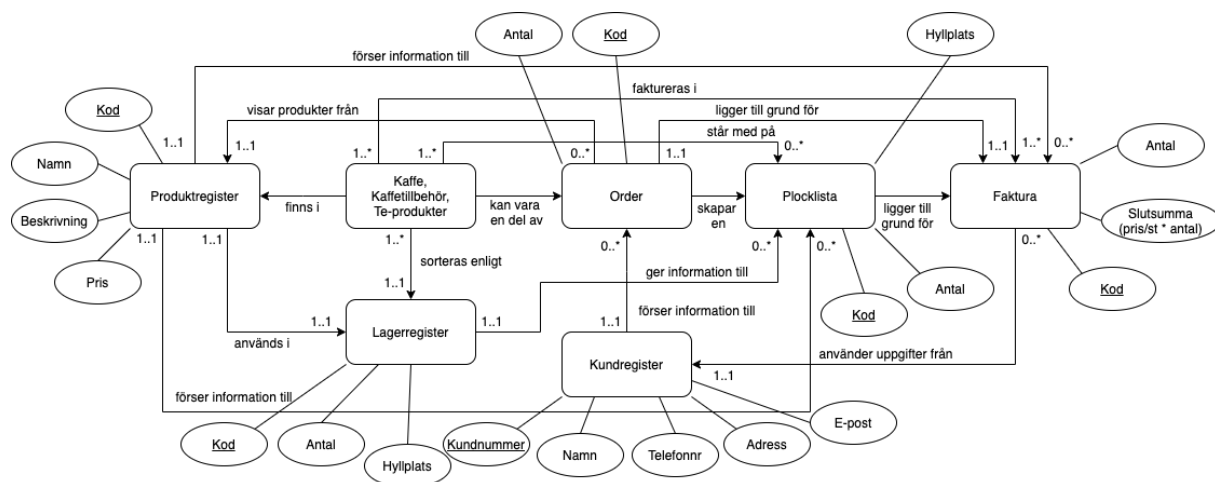 Antal
Kod
Hyllplats
förser information till
faktureras i
Kod
visar produkter från
ligger till grund för
står med på
1..1
1..1
1..*
1..*
0..*
1..1
0..*
1..1
1..*
0..*
Antal
Namn
Produktregister
Kaffe,
Kaffetillbehör,
Te-produkter
Order
Plocklista
Faktura
finns i
kan vara
en del av
skapar
en
ligger till
grund för
Beskrivning
Slutsumma
(pris/st * antal)
1..1
1..1
1..*
0..*
0..*
0..*
0..*
Pris
sorteras enligt
ger information till
Antal
Kod
1..1
Kod
förser information till
1..1
Lagerregister
1..1
1..1
används i
Kundregister
använder uppgifter från
1..1
förser information till
E-post
Kod
Antal
Hyllplats
Kundnummer
Namn
Telefonnr
Adress